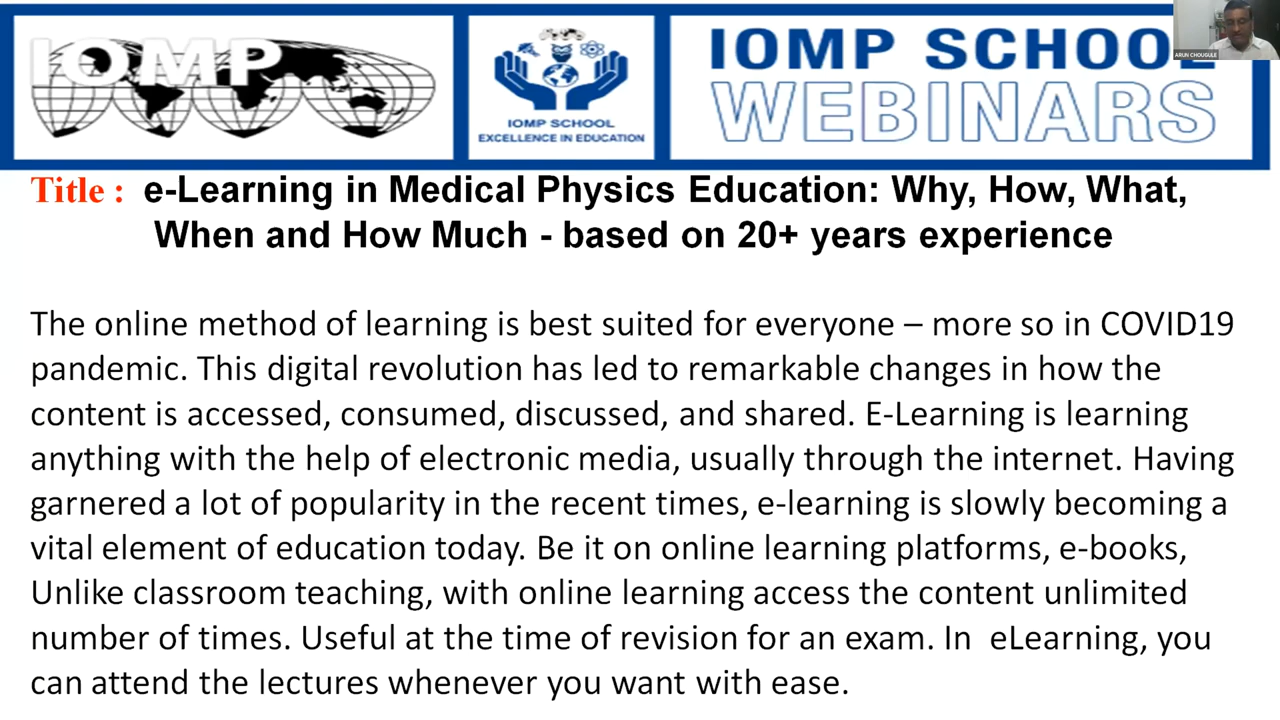 IOMP
IOMP SCHOOL
EXCELLENCE IN EDUCATION
IOMP SCHOOL
WEBINARS
ARUN CHOUGULE
Title : e-Learning in Medical Physics Education: Why, How, What,
When and How Much - based on 20+ years experience
The online method of learning is best suited for everyone – more so in COVID19
pandemic. This digital revolution has led to remarkable changes in how the
content is accessed, consumed, discussed, and shared. E-Learning is learning
anything with the help of electronic media, usually through the internet. Having
garnered a lot of popularity in the recent times, e-learning is slowly becoming a
vital element of education today. Be it on online learning platforms, e-books,
Unlike classroom teaching, with online learning access the content unlimited
number of times. Useful at the time of revision for an exam. In eLearning, you
can attend the lectures whenever you want with ease.